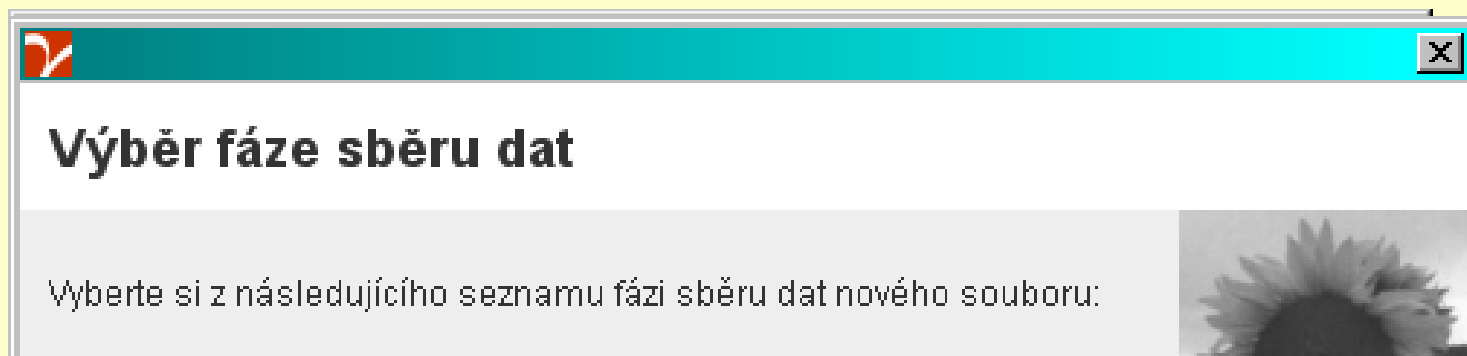 Výběr fáze sběru dat
Vyberte si z následujícího seznamu fázi sběru dat nového souboru: